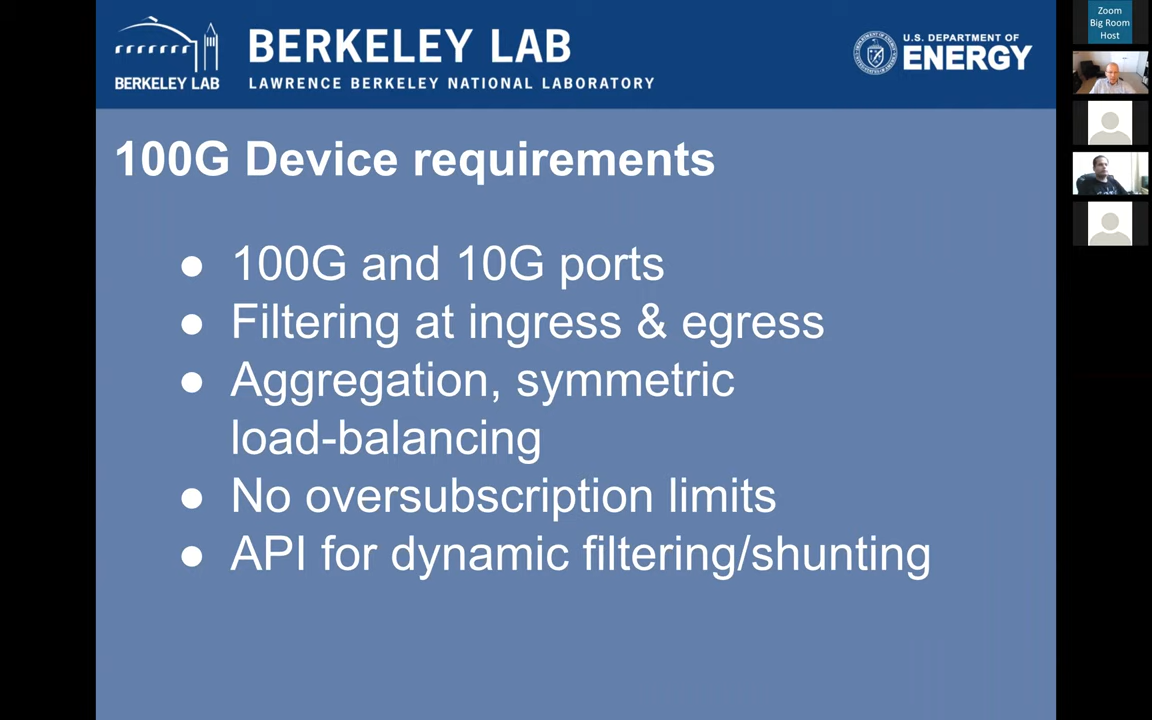 BERKELEY LAB
BERKELEY LAB
LAWRENCE BERKELEY NATIONAL LABORATORY
U.S. DEPARTMENT OF
ENERGY
Zoom
Big Room
Host
100G Device requirements
● 100G and 10G ports
● Filtering at ingress & egress
● Aggregation, symmetric
load-balancing
● No oversubscription limits
● API for dynamic filtering/shunting